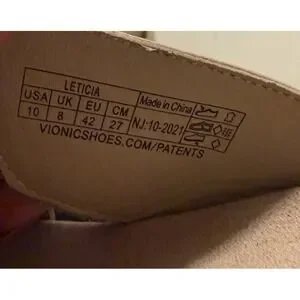 LETICIA
USA UK EU CM Made in China
10 8 42 27 NJ:10-2021
VIONICSHOES.COM/PATENTS